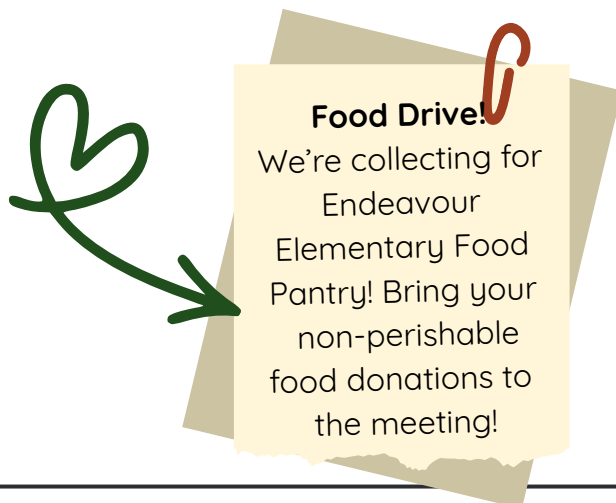 Food Drive!
We’re collecting for
Endeavour
Elementary Food
Pantry! Bring your
non-perishable
food donations to
the meeting!